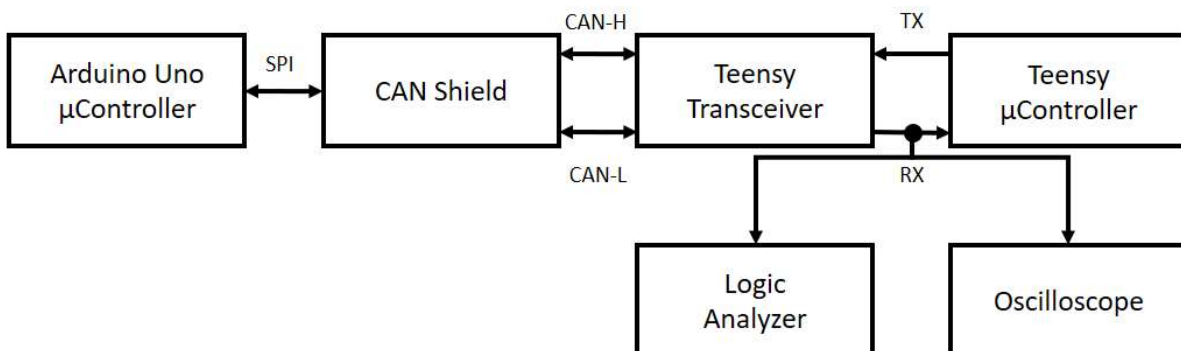 CAN-H
TX
Arduino Uno
µController
SPI
CAN Shield
Teensy
Transceiver
Teensy
µController
CAN-L
RX
Logic
Analyzer
Oscilloscope